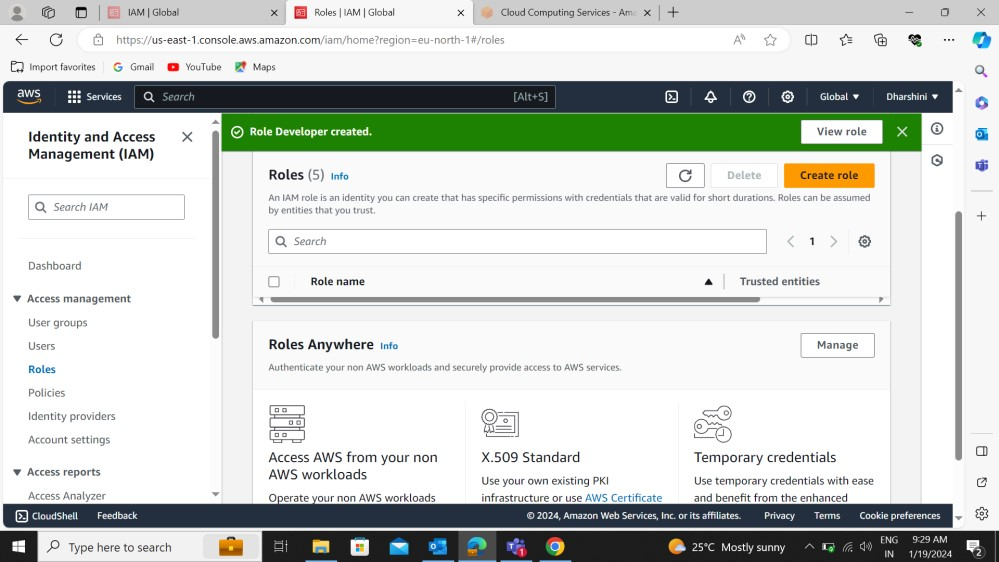 IAM | Global
Roles | IAM | Global
Cloud Computing Services - Ama
https://us-east-1.console.aws.amazon.com/iam/home?region=eu-north-1#/roles
Import favorites
Gmail
YouTube
Maps
aws
Services
Search
[Alt+S]
Global
Dharshini
Identity and Access
Management (IAM)
Search IAM
Dashboard
Access management
User groups
Users
Roles
Policies
Identity providers
Account settings
Access reports
Access Analyzer
Role Developer created.
View role
Roles (5) Info
Delete
Create role
An IAM role is an identity you can create that has specific permissions with credentials that are valid for short durations. Roles can be assumed
by entities that you trust.
Search
1
Role name
Trusted entities
Roles Anywhere Info
Manage
Authenticate your non AWS workloads and securely provide access to AWS services.
Access AWS from your non
AWS workloads
Operate your non AWS workloads
X.509 Standard
Use your own existing PKI
infrastructure or use AWS Certificate
Temporary credentials
Use temporary credentials with ease
and benefit from the enhanced
CloudShell
Feedback
© 2024, Amazon Web Services, Inc. or its affiliates.
Privacy
Terms
Cookie preferences
Type here to search
25°C Mostly sunny
ENG
IN
9:29 AM
1/19/2024
2